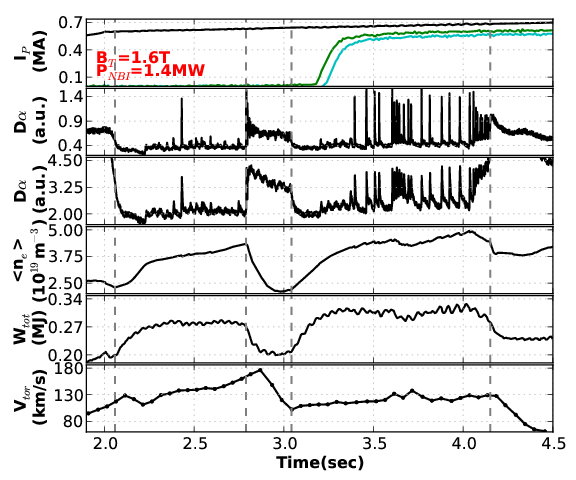 0.7
0.4
0.1
I_P
(MA)
B_T=1.6T
P_NBI=1.4MW
1.4
0.9
0.4
Dα
(a.u.)
4.50
3.25
2.00
Dα
(a.u.)
5.00
3.75
2.50
<n_e>
(10^19 m^−3)
0.34
0.27
0.20
W_tot
(MJ)
180
130
80
V_tor
(km/s)
2.0 2.5 3.0 3.5 4.0 4.5
Time(sec)